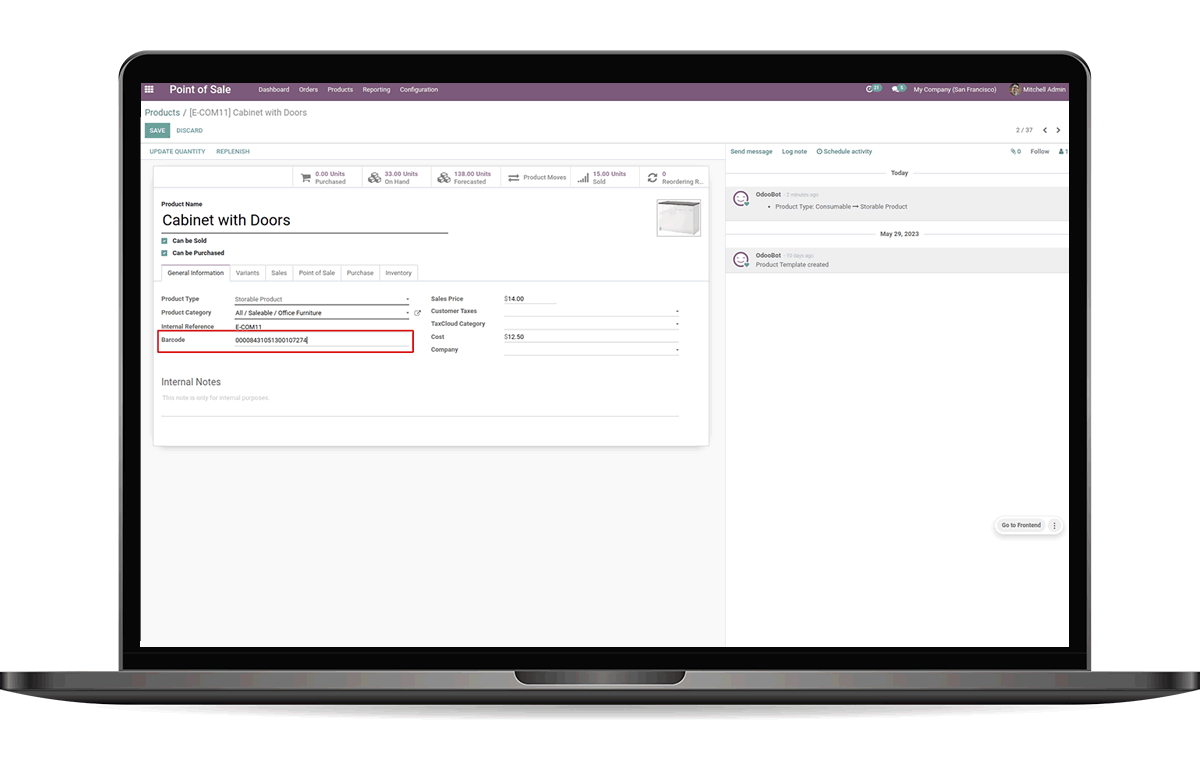 Point of Sale Dashboard Orders Products Reporting Configuration 21 5 My Company (San Francisco) Mitchell Admin
Products / [E-COM11] Cabinet with Doors
SAVE DISCARD 2 / 37
UPDATE QUANTITY REPLENISH
0.00 Units Purchased
33.00 Units On Hand
138.00 Units Forecasted
Product Moves
15.00 Units Sold
0 Reordering R...
Product Name
Cabinet with Doors
Can be Sold
Can be Purchased
General Information Variants Sales Point of Sale Purchase Inventory
Product Type Storable Product
Product Category All / Saleable / Office Furniture
Internal Reference E-COM11
Barcode 00008431051300107274
Sales Price $14.00
Customer Taxes
TaxCloud Category
Cost $12.50
Company
Internal Notes
This note is only for internal purposes.
Send message Log note Schedule activity 0 Follow 1
Today
OdooBot - 2 minutes ago
• Product Type: Consumable → Storable Product
May 29, 2023
OdooBot - 10 days ago
Product Template created
Go to Frontend